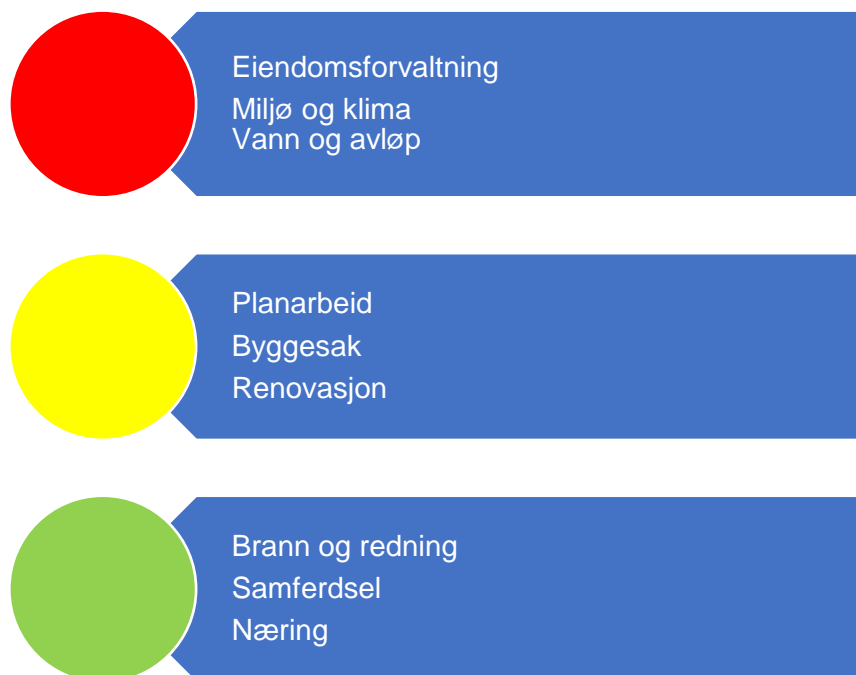 Eiendomsforvaltning
Miljø og klima
Vann og avløp
Planarbeid
Byggesak
Renovasjon
Brann og redning
Samferdsel
Næring